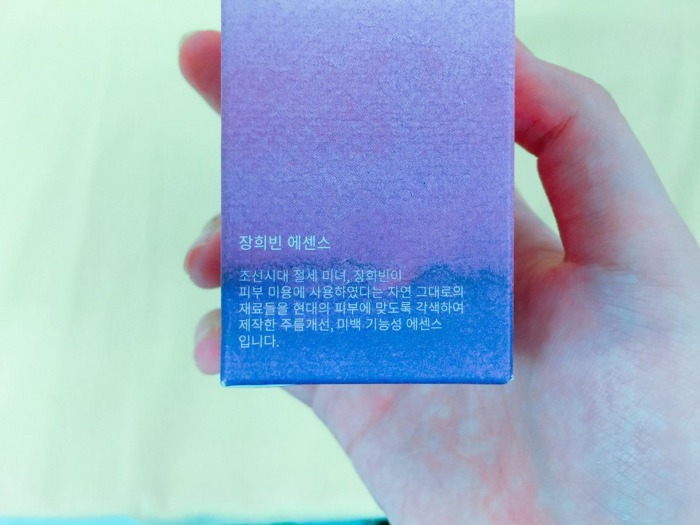 장희빈 에센스
조선시대 절세 미녀, 장희빈이
피부 미용에 사용하였다는 자연 그대로의
재료들을 현대의 피부에 맞도록 각색하여
제작한 주름개선, 미백 기능성 에센스
입니다.